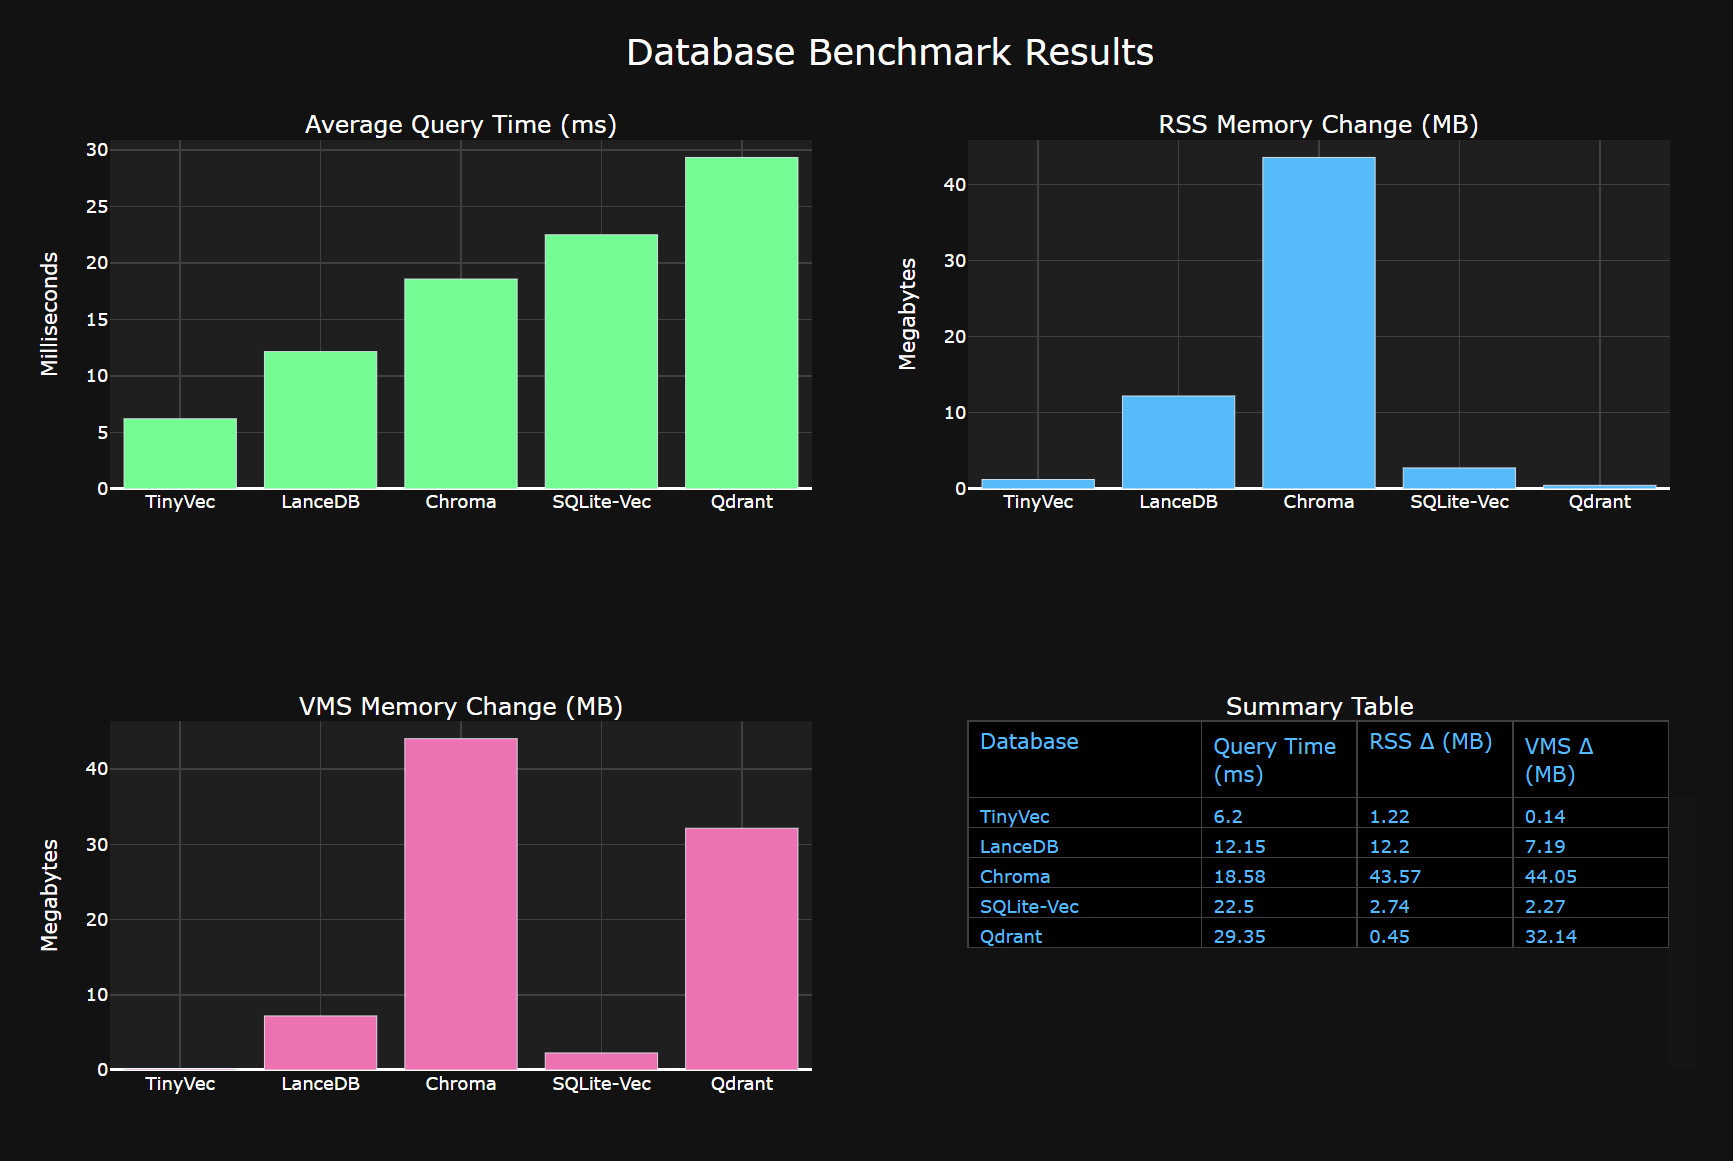 Database Benchmark Results
Average Query Time (ms)
30
25
20
15
10
5
0
Milliseconds
TinyVec LanceDB Chroma SQLite-Vec Qdrant
RSS Memory Change (MB)
40
30
20
10
0
Megabytes
TinyVec LanceDB Chroma SQLite-Vec Qdrant
VMS Memory Change (MB)
40
30
20
10
0
Megabytes
TinyVec LanceDB Chroma SQLite-Vec Qdrant
Summary Table
Database Query Time (ms) RSS Δ (MB) VMS Δ (MB)
TinyVec 6.2 1.22 0.14
LanceDB 12.15 12.2 7.19
Chroma 18.58 43.57 44.05
SQLite-Vec 22.5 2.74 2.27
Qdrant 29.35 0.45 32.14